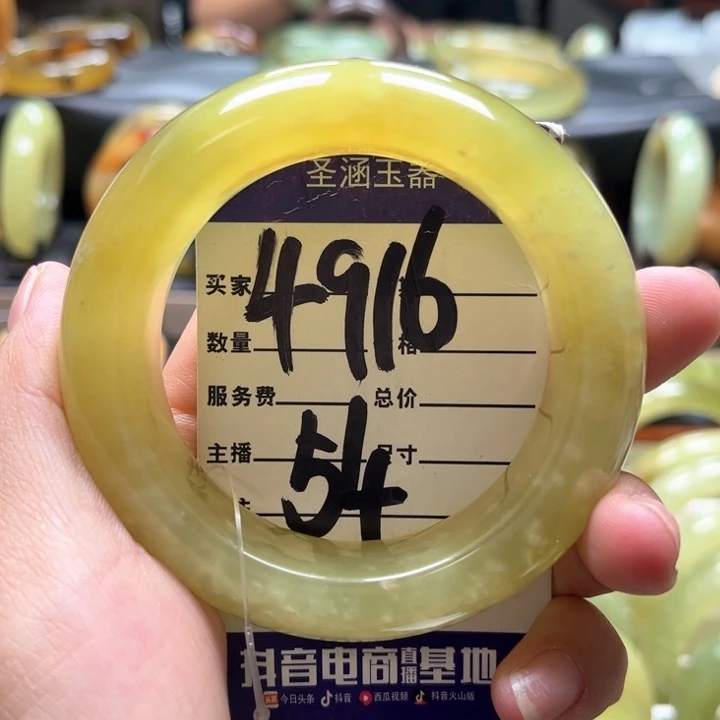 圣涵玉器
买家
4916
数量 格
服务费 总价
主播 寸
54
抖音电商直播基地
今日头条 抖音 西瓜视频 抖音火山版